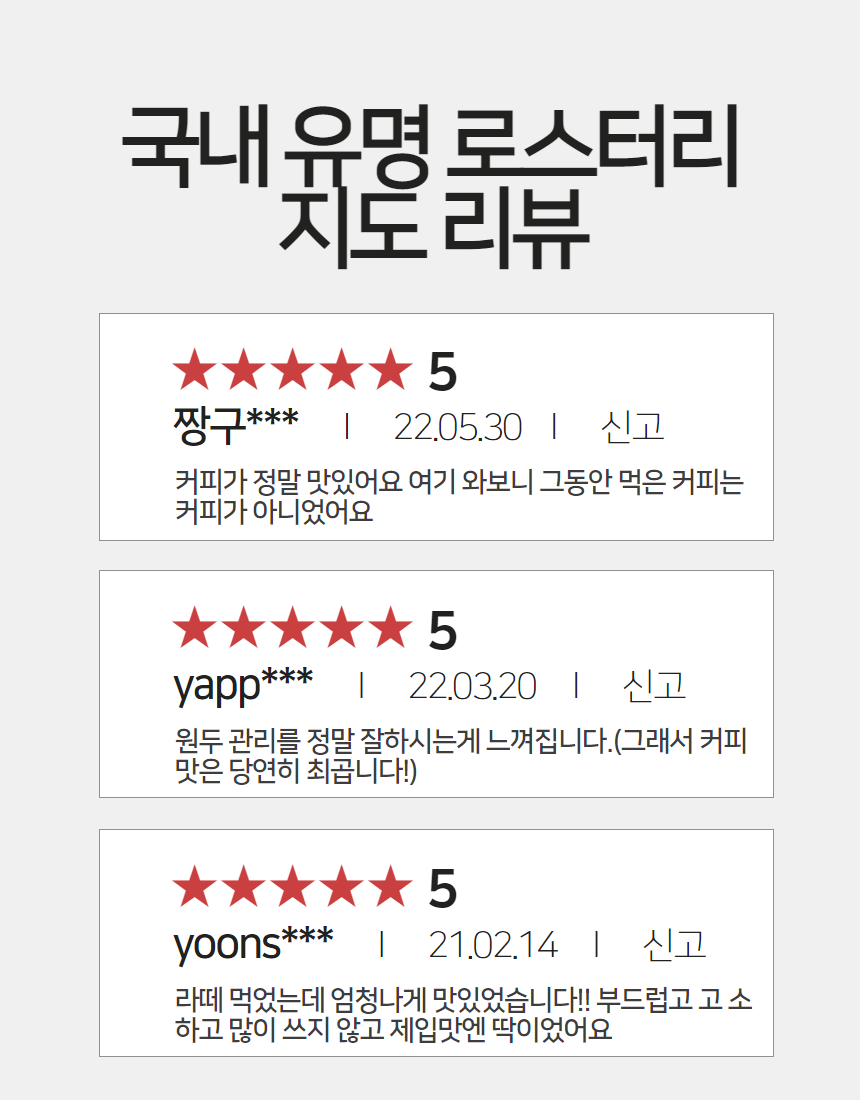 국내 유명 로스터리
지도 리뷰
★★★★★ 5
짱구*** ㅣ 22.05.30 ㅣ 신고
커피가 정말 맛있어요 여기 와보니 그동안 먹은 커피는
커피가 아니었어요
★★★★★ 5
yapp*** ㅣ 22.03.20 ㅣ 신고
원두 관리를 정말 잘하시는게 느껴집니다.(그래서 커피
맛은 당연히 최곱니다!)
★★★★★ 5
yoons*** ㅣ 21.02.14 ㅣ 신고
라떼 먹었는데 엄청나게 맛있었습니다!! 부드럽고 고 소
하고 많이 쓰지 않고 제입맛엔 딱이었어요